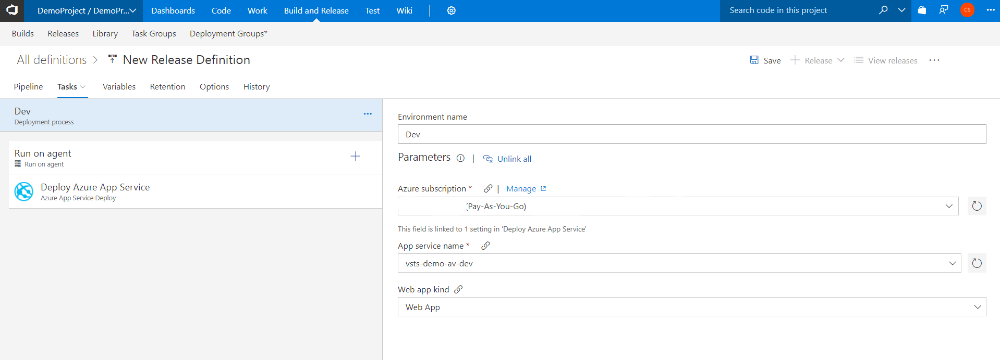 DemoProject / DemoPr... Dashboards Code Work Build and Release Test Wiki Search code in this project CS ...
Builds Releases Library Task Groups Deployment Groups*
All definitions > New Release Definition Save + Release View releases ...
Pipeline Tasks Variables Retention Options History
Dev
Deployment process
...
Run on agent
Run on agent
+
Deploy Azure App Service
Azure App Service Deploy
Environment name
Dev
Parameters | Unlink all
Azure subscription * | Manage
(Pay-As-You-Go)
This field is linked to 1 setting in 'Deploy Azure App Service'
App service name *
vsts-demo-av-dev
Web app kind
Web App